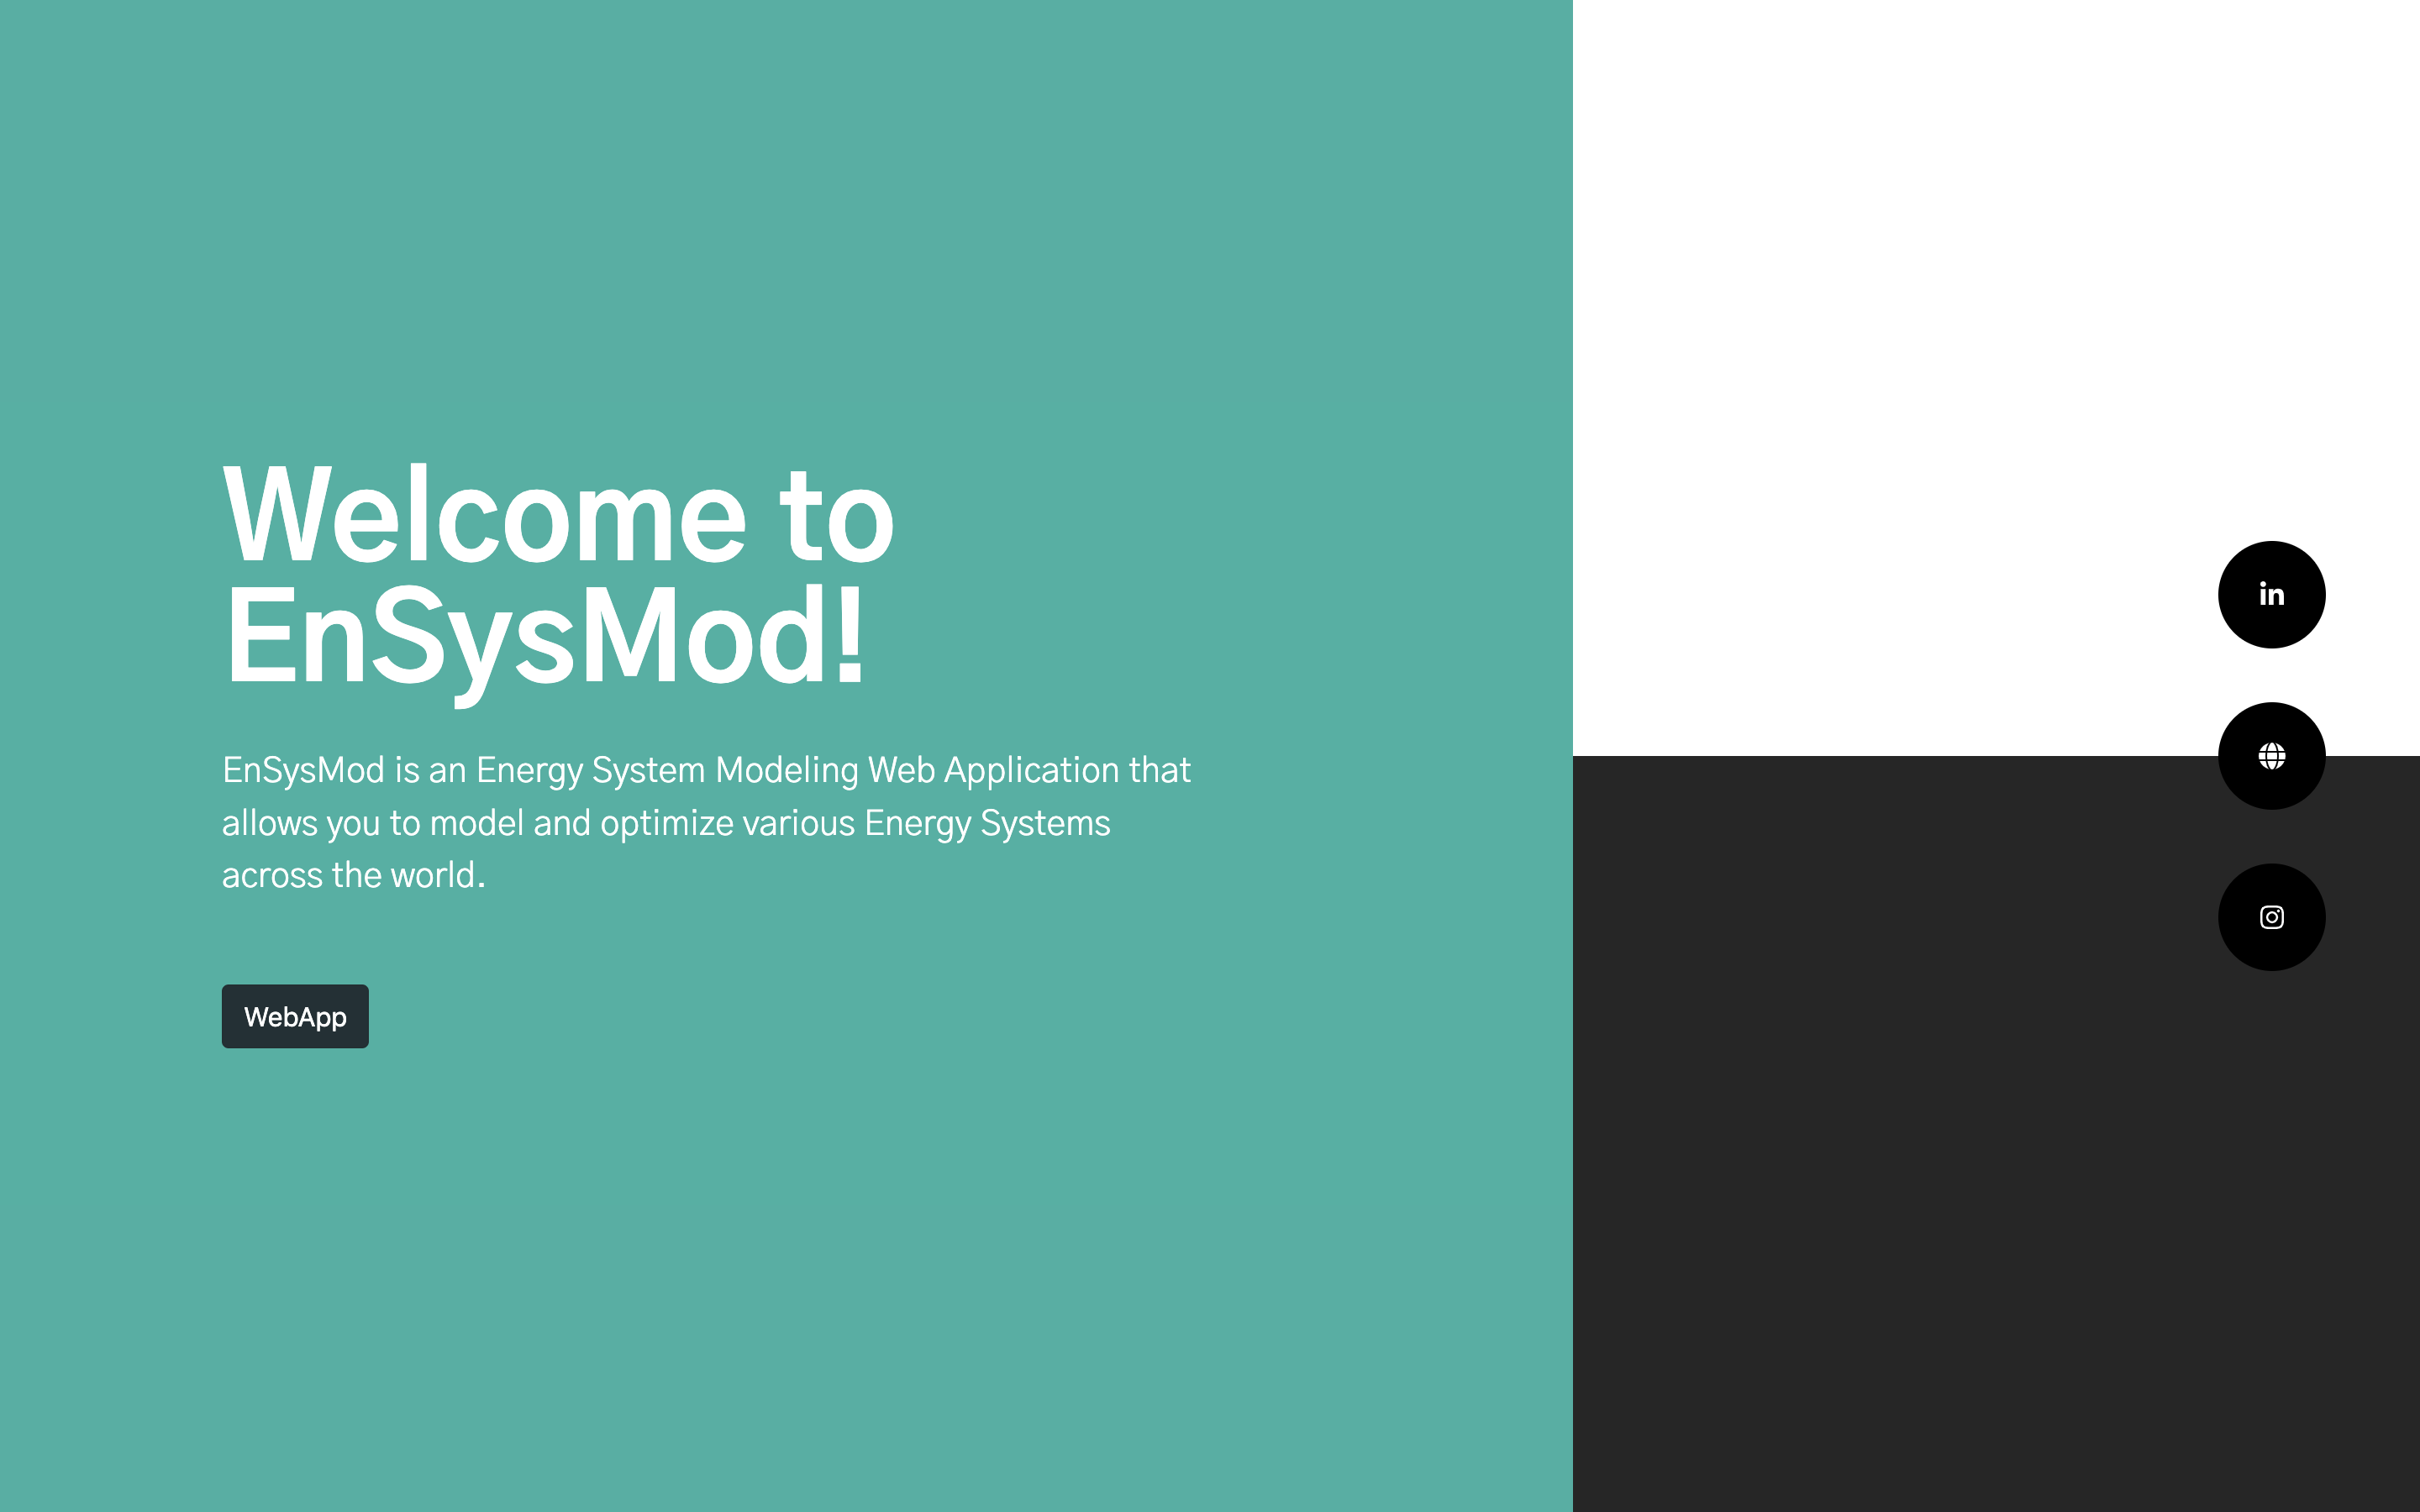 Welcome to
EnSysMod!
EnSysMod is an Energy System Modeling Web Application that
allows you to model and optimize various Energy Systems
across the world.
WebApp
in